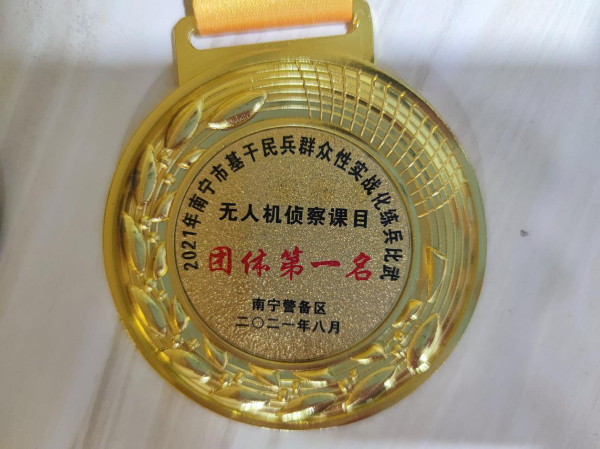 2021年南宁市基干民兵群众性实战化练兵比武
无人机侦察课目
团体第一名
南宁警备区
二〇二一年八月